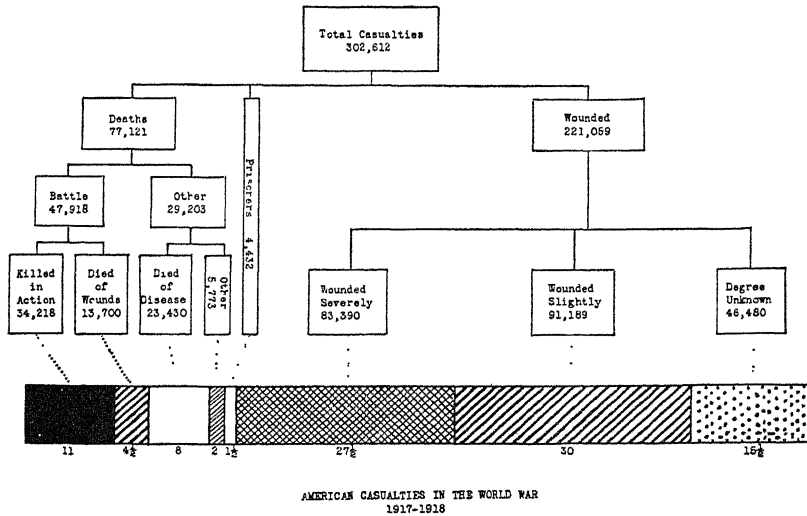 Total Casualties
302,612
Deaths
77,121
Prisoners 4,432
Wounded
221,059
Battle
47,918
Other
29,203
Killed
in
Action
34,218
Died
of
Wounds
13,700
Died
of
Disease
23,430
Other
5,773
Wounded
Severely
83,390
Wounded
Slightly
91,189
Degree
Unknown
46,480
11
4½
8
2
1½
27½
30
15½
AMERICAN CASUALTIES IN THE WORLD WAR
1917-1918